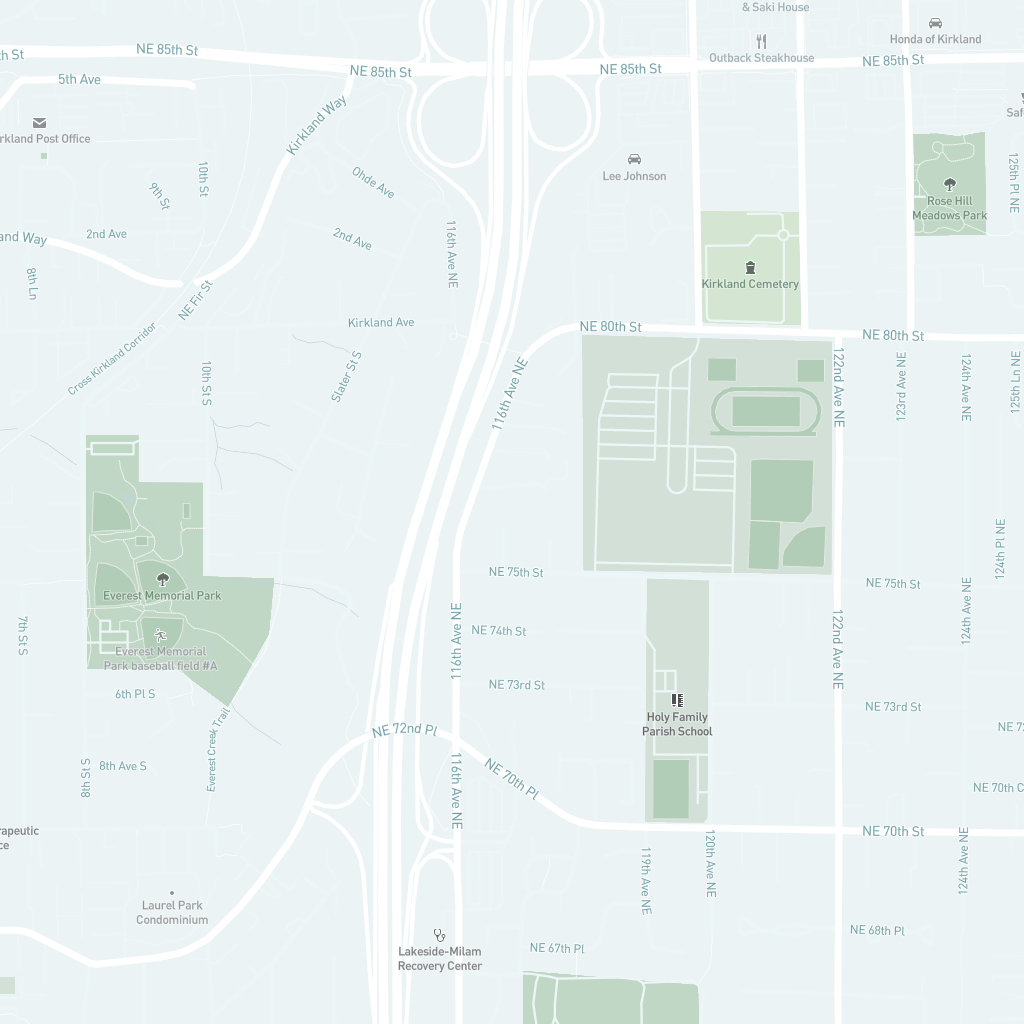 & Saki House
Honda of Kirkland
NE 85th St
NE 85th St
NE 85th St
NE 85th St
Outback Steakhouse
5th Ave
Kirkland Way
Lee Johnson
10th St
9th St
Ohde Ave
125th Pl NE
Rose Hill
Meadows Park
2nd Ave
2nd Ave
116th Ave NE
8th Ln
NE Fir St
Kirkland Cemetery
Kirkland Ave
NE 80th St
NE 80th St
Cross Kirkland Corridor
10th St S
Slater St S
116th Ave NE
122nd Ave NE
123rd Ave NE
124th Ave NE
125th Ln NE
124th Pl NE
NE 75th St
NE 75th St
Everest Memorial Park
124th Ave NE
7th St S
116th Ave NE
NE 74th St
122nd Ave NE
Everest Memorial
Park baseball field #A
6th Pl S
NE 73rd St
NE 73rd St
Holy Family
Parish School
Everest Creek Trail
NE 72nd Pl
8th Ave S
8th St S
116th Ave NE
NE 70th Pl
NE 70th St
119th Ave NE
120th Ave NE
124th Ave NE
Laurel Park
Condominium
NE 68th Pl
Lakeside-Milam
Recovery Center
NE 67th Pl